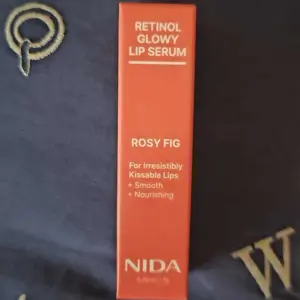 RETINOL
GLOWY
LIP SERUM
ROSY FIG
For Irresistibly
Kissable Lips
+ Smooth
+ Nourishing
NIDA
W